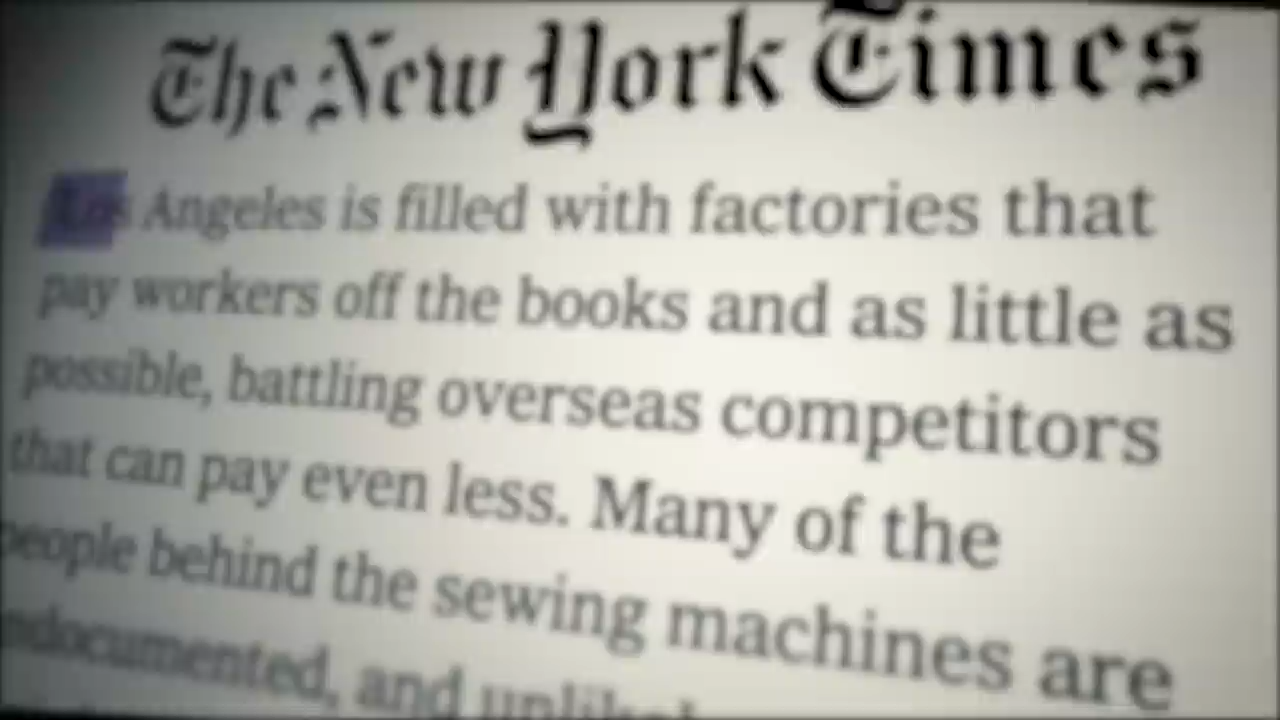 The New York Times
Los Angeles is filled with factories that
pay workers off the books and as little as
possible, battling overseas competitors
that can pay even less. Many of the
people behind the sewing machines are
ndocumented, and